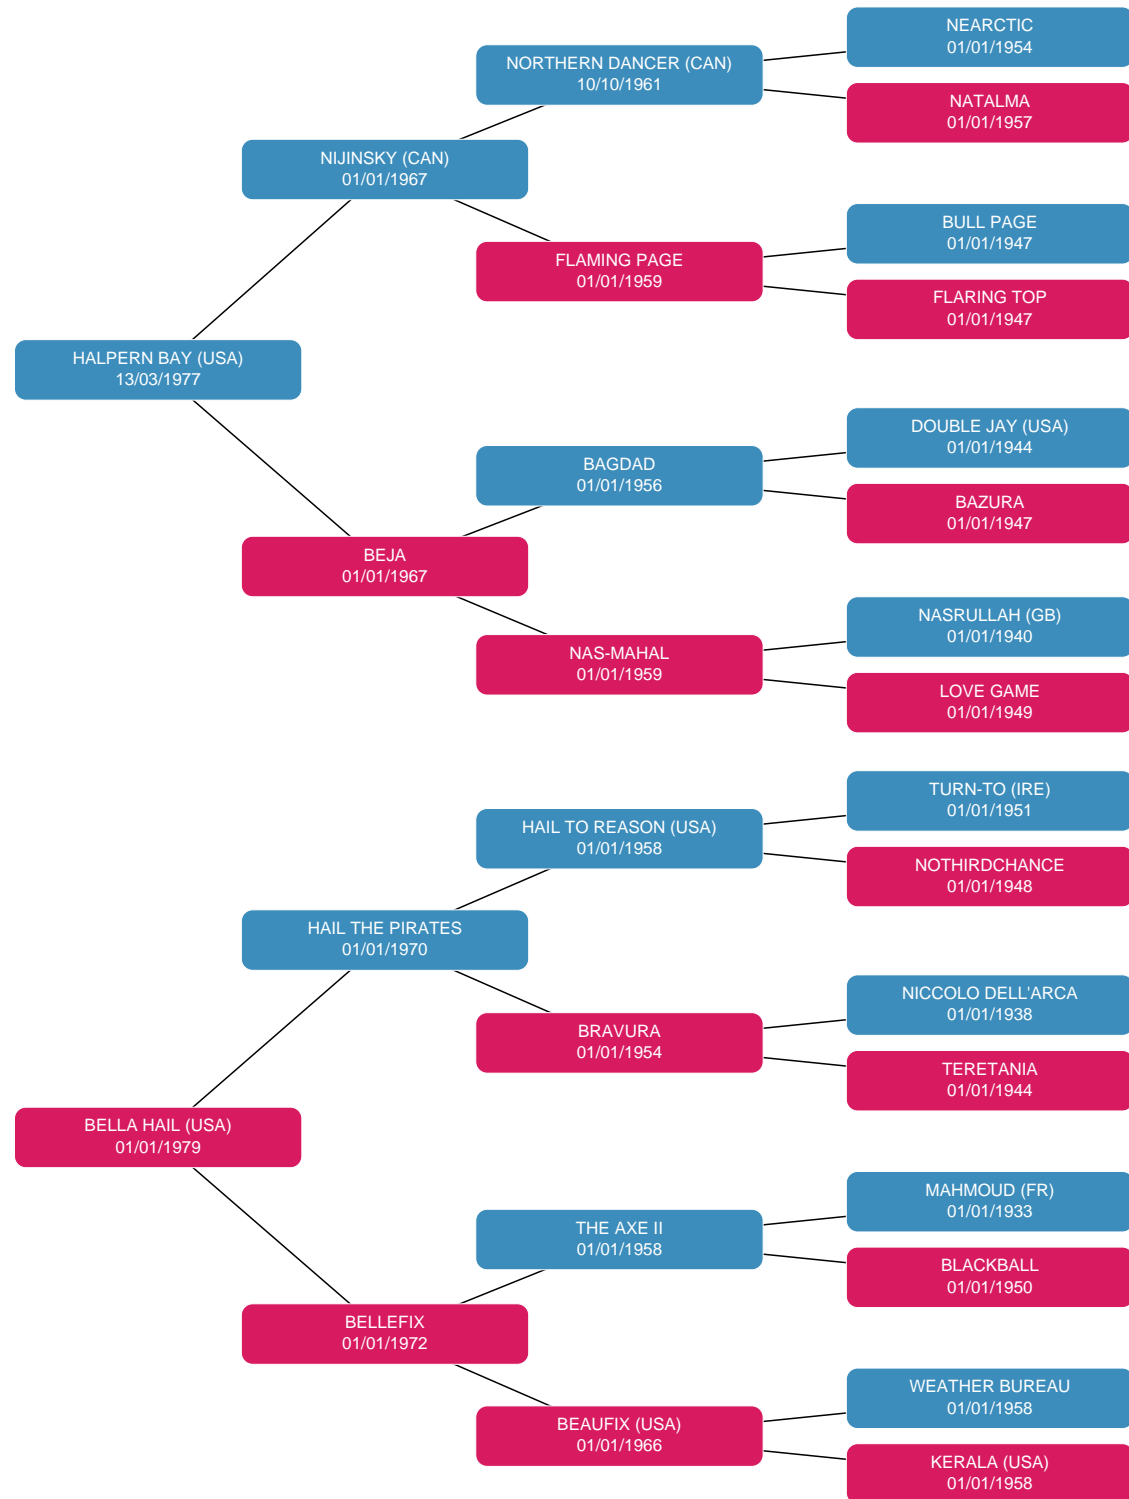 NEARCTIC
01/01/1954
NORTHERN DANCER (CAN)
10/10/1961
NATALMA
01/01/1957
NIJINSKY (CAN)
01/01/1967
BULL PAGE
01/01/1947
FLAMING PAGE
01/01/1959
FLARING TOP
01/01/1947
HALPERN BAY (USA)
13/03/1977
DOUBLE JAY (USA)
01/01/1944
BAGDAD
01/01/1956
BAZURA
01/01/1947
BEJA
01/01/1967
NASRULLAH (GB)
01/01/1940
NAS-MAHAL
01/01/1959
LOVE GAME
01/01/1949
TURN-TO (IRE)
01/01/1951
HAIL TO REASON (USA)
01/01/1958
NOTHIRDCHANCE
01/01/1948
HAIL THE PIRATES
01/01/1970
NICCOLO DELL'ARCA
01/01/1938
BRAVURA
01/01/1954
TERETANIA
01/01/1944
BELLA HAIL (USA)
01/01/1979
MAHMOUD (FR)
01/01/1933
THE AXE II
01/01/1958
BLACKBALL
01/01/1950
BELLEFIX
01/01/1972
WEATHER BUREAU
01/01/1958
BEAUFIX (USA)
01/01/1966
KERALA (USA)
01/01/1958